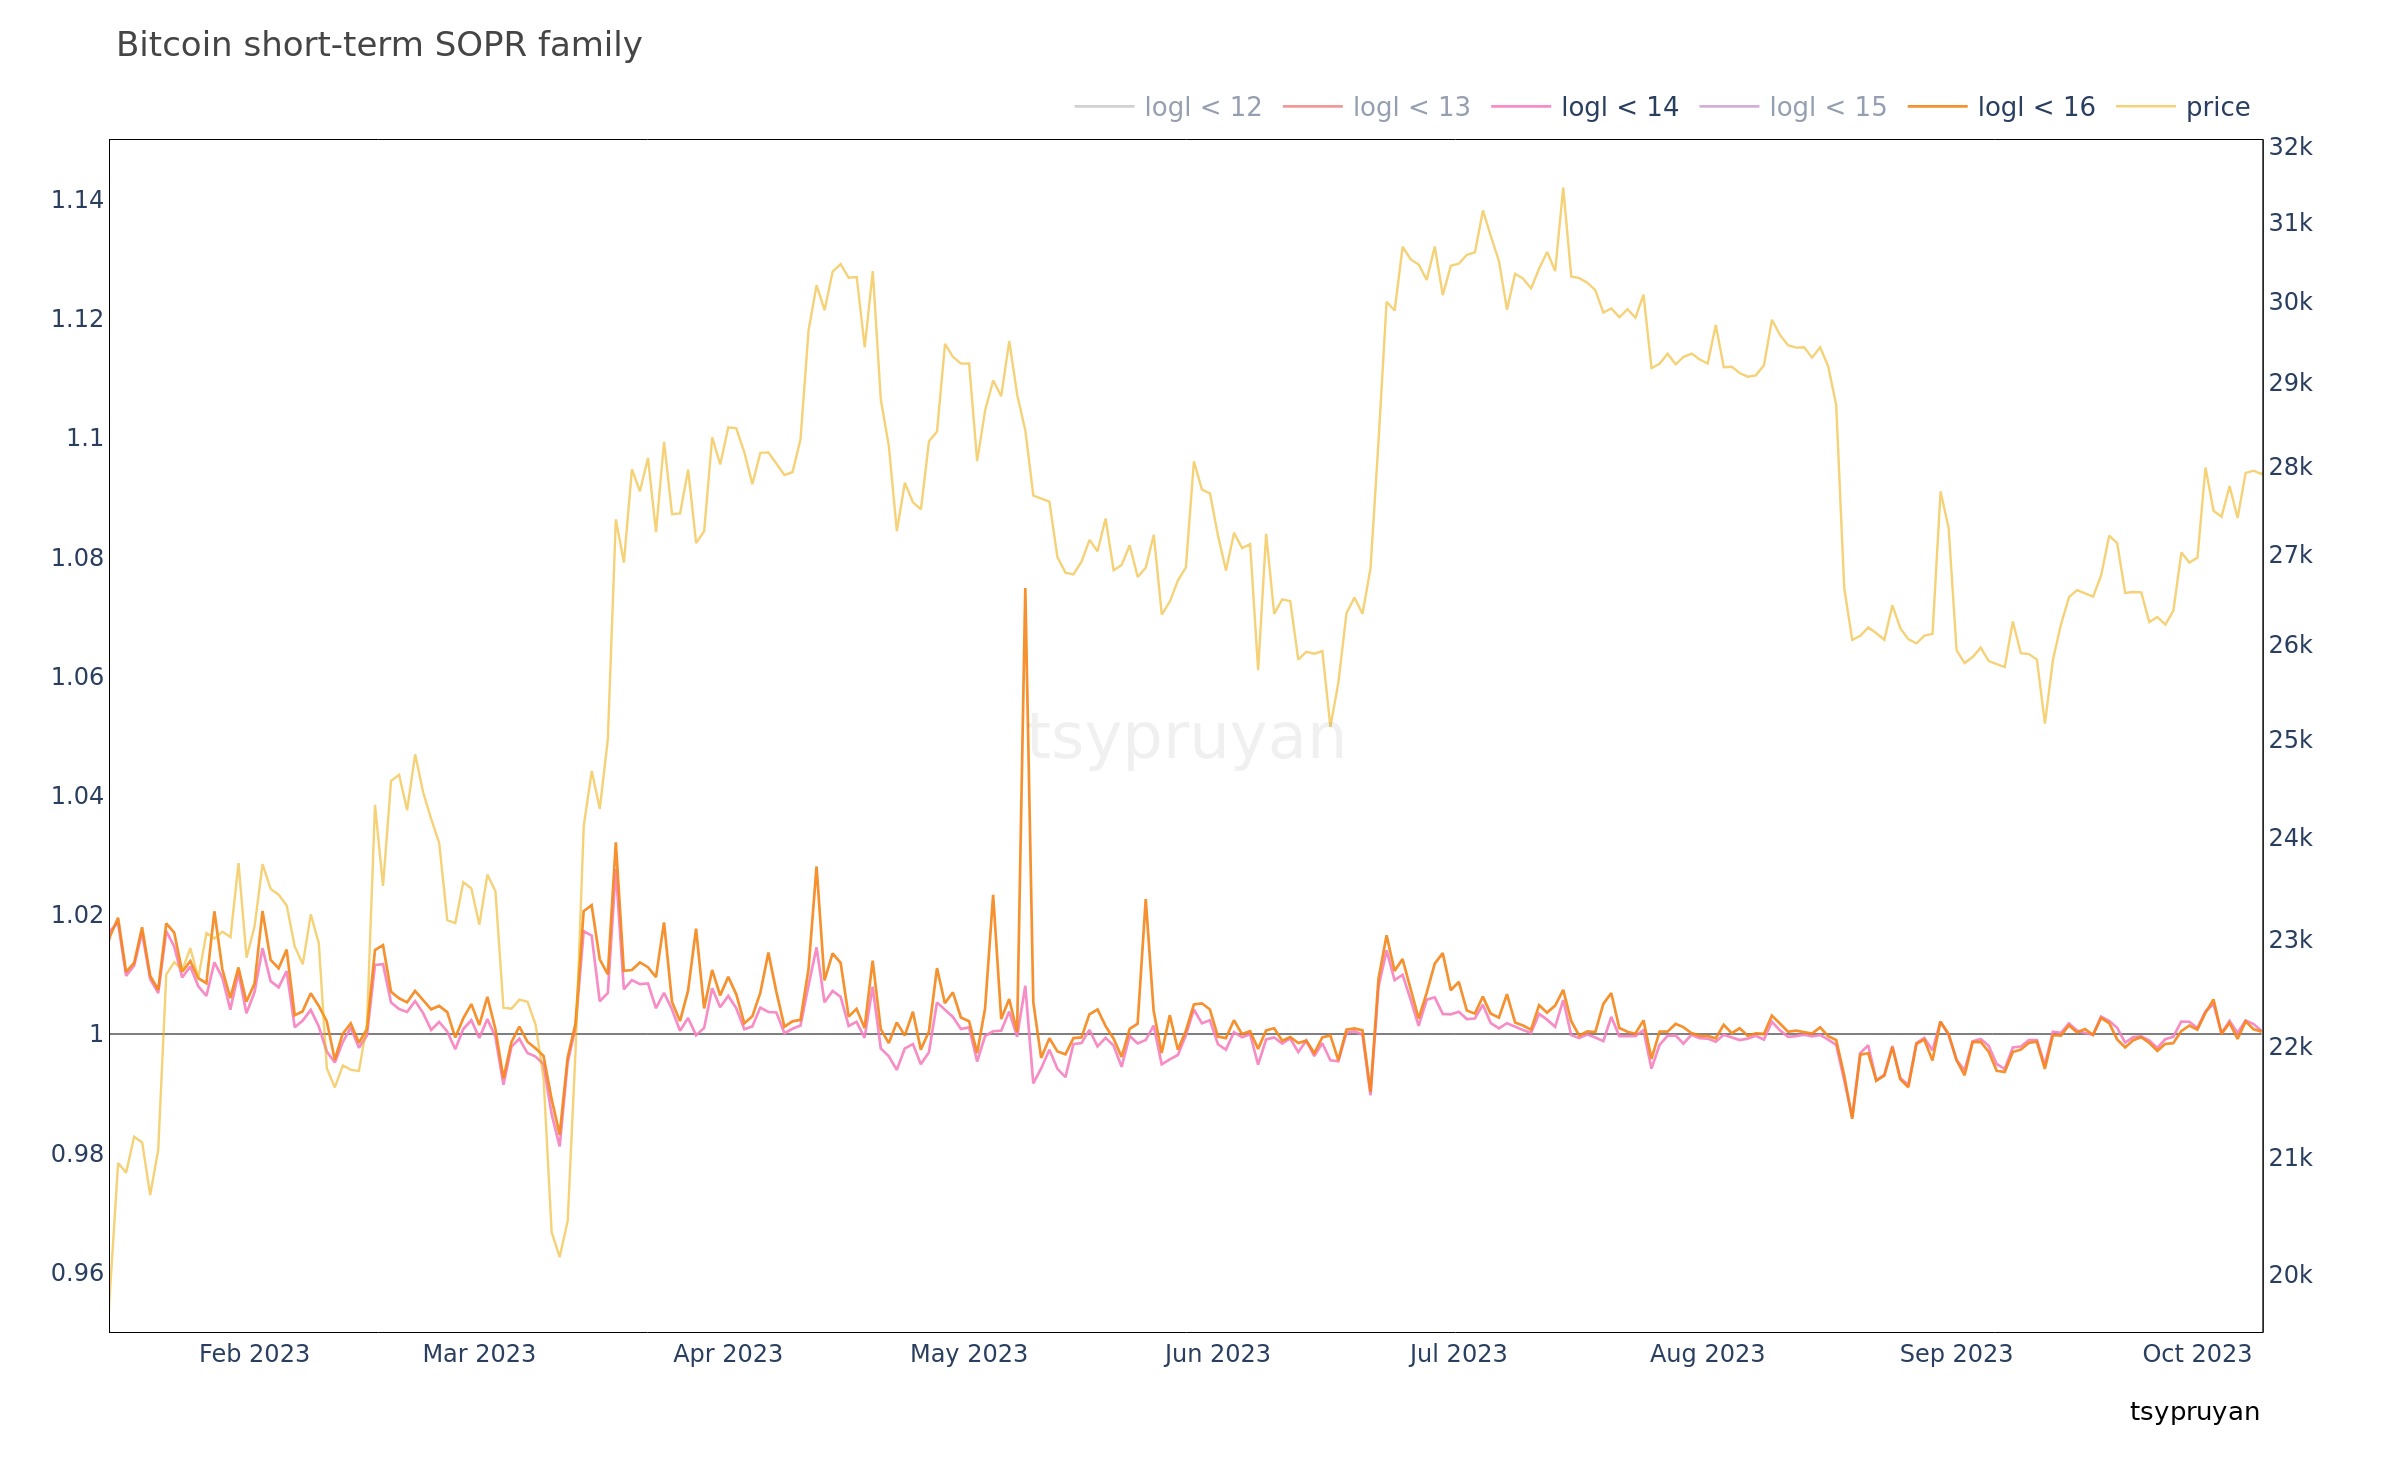 Bitcoin short-term SOPR family
logl < 12 logl < 13 logl < 14 logl < 15 logl < 16 price
1.14
1.12
1.1
1.08
1.06
1.04
1.02
1
0.98
0.96
32k
31k
30k
29k
28k
27k
26k
25k
24k
23k
22k
21k
20k
tsypruyan
Feb 2023 Mar 2023 Apr 2023 May 2023 Jun 2023 Jul 2023 Aug 2023 Sep 2023 Oct 2023
tsypruyan